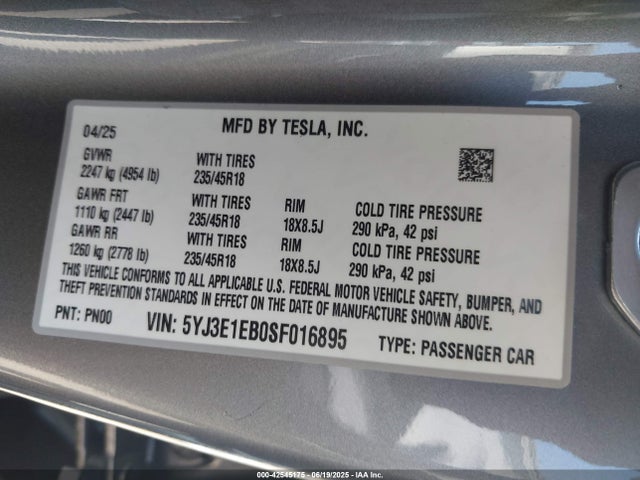 04/25 MFD BY TESLA, INC.
GVWR WITH TIRES
2247 kg (4954 lb) 235/45R18
GAWR FRT WITH TIRES RIM COLD TIRE PRESSURE
1110 kg (2447 lb) 235/45R18 18X8.5J 290 kPa, 42 psi
GAWR RR WITH TIRES RIM COLD TIRE PRESSURE
1260 kg (2778 lb) 235/45R18 18X8.5J 290 kPa, 42 psi
THIS VEHICLE CONFORMS TO ALL APPLICABLE U.S. FEDERAL MOTOR VEHICLE SAFETY, BUMPER, AND
THEFT PREVENTION STANDARDS IN EFFECT ON THE DATE OF MANUFACTURE SHOWN ABOVE.
PNT: PN00 VIN: 5YJ3E1EB0SF016895 TYPE: PASSENGER CAR
000-42545175 - 06/19/2025 - IAA Inc.